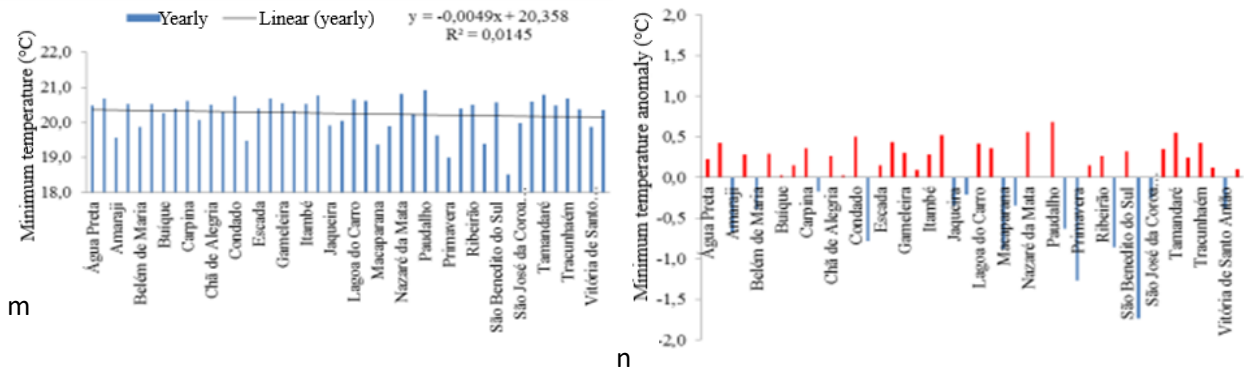 Yearly
Linear (yearly)
y = -0,0049x + 20,358
R² = 0,0145
Minimum temperature (°C)
22,0
21,0
20,0
19,0
18,0
Água Preta
Amaraji
Belém de Maria
Buique
Carpina
Chã de Alegria
Condado
Escada
Gameleira
Itambé
Jaqueira
Lagoa do Carro
Macaparana
Nazaré da Mata
Paudalho
Primavera
Ribeirão
São Benedito do Sul
São José da Corou…
Tamandaré
Tracunhaém
Vitória de Santo…
m
Minimum temperature anomaly (°C)
2,0
1,5
1,0
0,5
0,0
-0,5
-1,0
-1,5
-2,0
Água Preta
Amaraji
Belém de Maria
Buique
Carpina
Chã de Alegria
Condado
Escada
Gameleira
Itambé
Jaqueira
Lagoa do Carro
Macaparana
Nazaré da Mata
Paudalho
Primavera
Ribeirão
São Benedito do Sul
São José da Corou…
Tamandaré
Tracunhaém
Vitória de Santo Antão
n